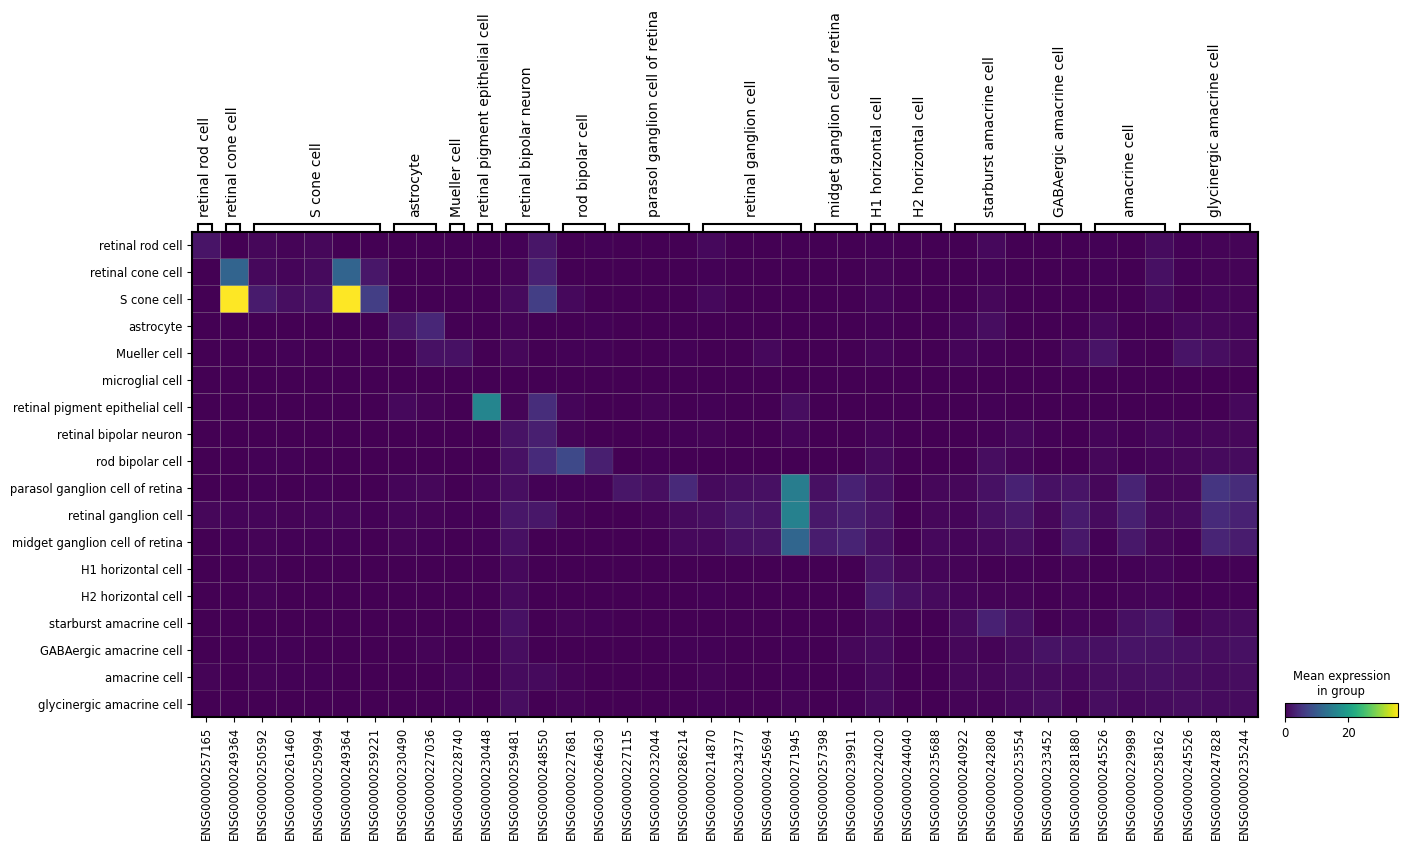 retinal rod cell
retinal cone cell
S cone cell
astrocyte
Mueller cell
retinal pigment epithelial cell
retinal bipolar neuron
rod bipolar cell
parasol ganglion cell of retina
retinal ganglion cell
midget ganglion cell of retina
H1 horizontal cell
H2 horizontal cell
starburst amacrine cell
GABAergic amacrine cell
amacrine cell
glycinergic amacrine cell
retinal rod cell
retinal cone cell
S cone cell
astrocyte
Mueller cell
microglial cell
retinal pigment epithelial cell
retinal bipolar neuron
rod bipolar cell
parasol ganglion cell of retina
retinal ganglion cell
midget ganglion cell of retina
H1 horizontal cell
H2 horizontal cell
starburst amacrine cell
GABAergic amacrine cell
amacrine cell
glycinergic amacrine cell
ENSG00000257165
ENSG00000249364
ENSG00000250592
ENSG00000261460
ENSG00000250994
ENSG00000249364
ENSG00000259221
ENSG00000230490
ENSG00000227036
ENSG00000228740
ENSG00000230448
ENSG00000259481
ENSG00000248550
ENSG00000227681
ENSG00000264630
ENSG00000227115
ENSG00000232044
ENSG00000286214
ENSG00000214870
ENSG00000234377
ENSG00000245694
ENSG00000271945
ENSG00000257398
ENSG00000239911
ENSG00000224020
ENSG00000244040
ENSG00000235688
ENSG00000240922
ENSG00000242808
ENSG00000253554
ENSG00000233452
ENSG00000281880
ENSG00000245526
ENSG00000229989
ENSG00000258162
ENSG00000245526
ENSG00000247828
ENSG00000235244
Mean expression
in group
0 20